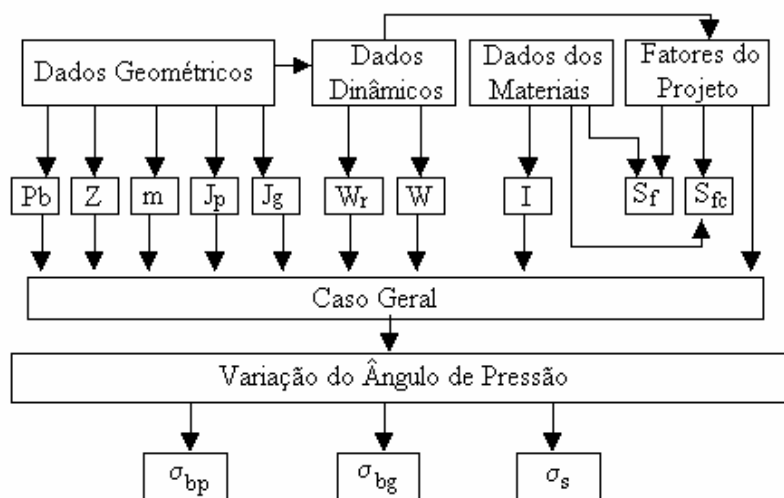 Dados Geométricos
Dados
Dinâmicos
Dados dos
Materiais
Fatores do
Projeto
Pb
Z
m
Jp
Jg
Wr
W
I
Sf
Sfc
Caso Geral
Variação do Ângulo de Pressão
σbp
σbg
σs